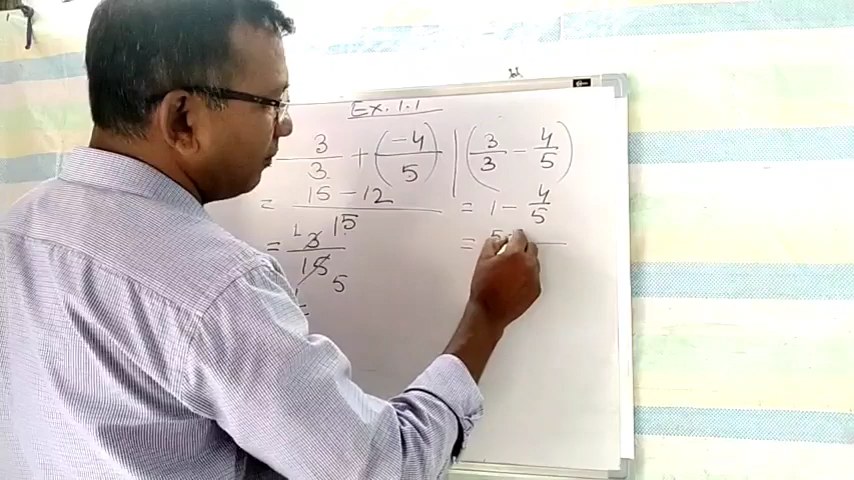 Ex. 1.1
3/3 + (-4/5) | (3/3 - 4/5)
= 15 - 12 / 15
= 1 - 4/5
= 1 3 / 15 5
= 5